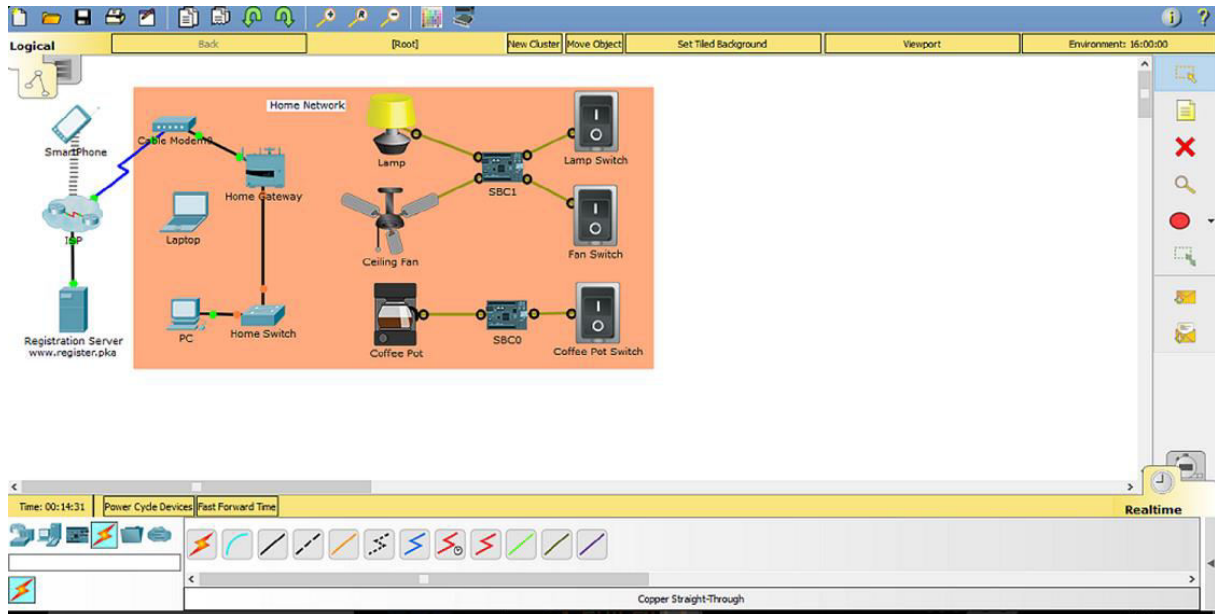 Logical
Back
[Root]
New Cluster
Move Object
Set Tiled Background
Viewport
Environment: 16:00:00
Home Network
SmartPhone
Cable Modem0
Home Gateway
Lamp
SBC1
Lamp Switch
Laptop
ISP
Ceiling Fan
Fan Switch
Registration Server
www.register.pka
PC
Home Switch
Coffee Pot
SBC0
Coffee Pot Switch
Time: 00:14:31
Power Cycle Devices
Fast Forward Time
Realtime
Copper Straight-Through